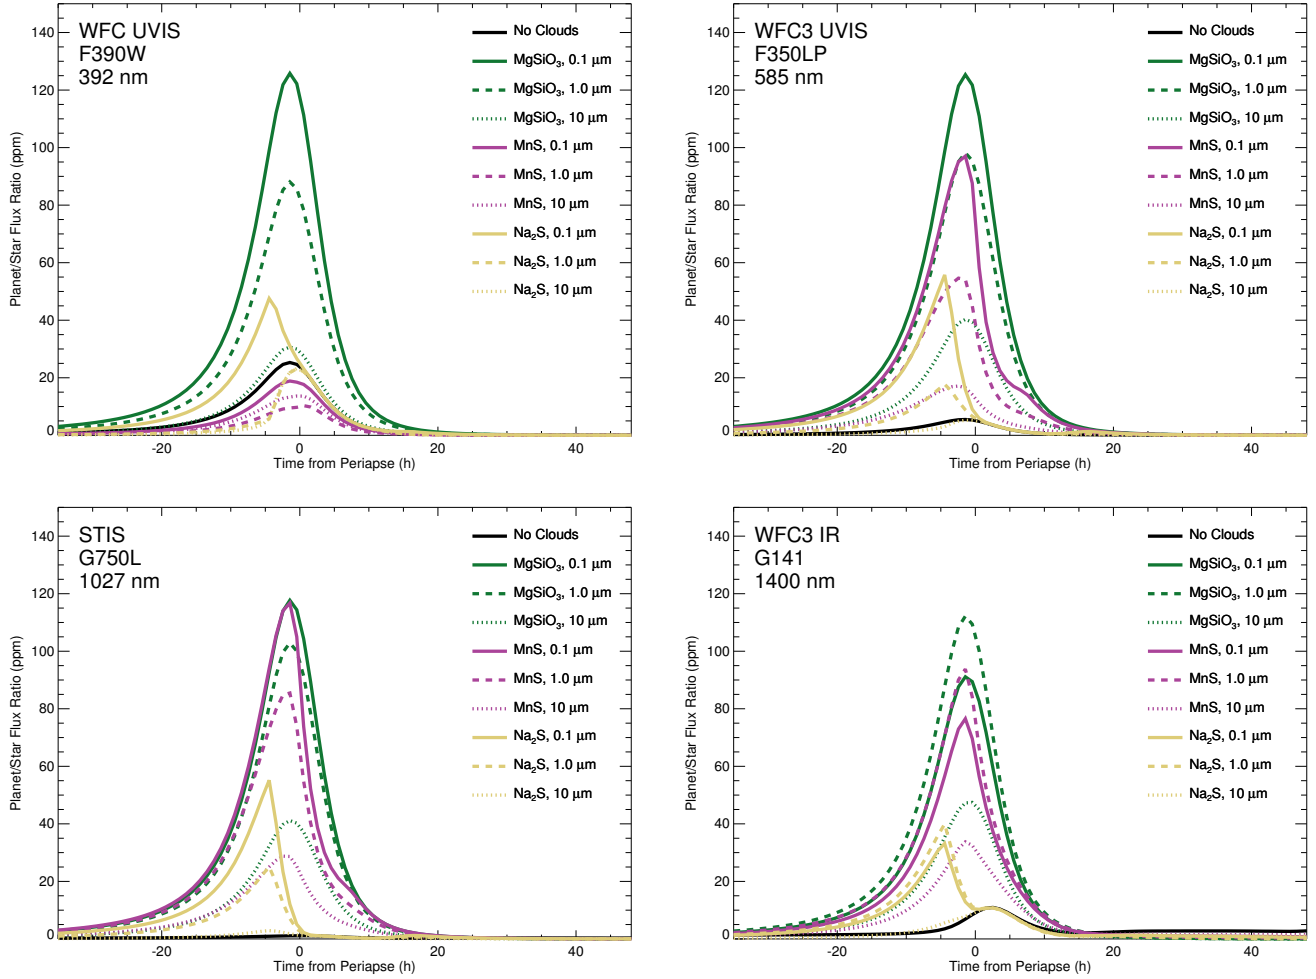 WFC UVIS
F390W
392 nm
No Clouds
MgSiO₃, 0.1 μm
MgSiO₃, 1.0 μm
MgSiO₃, 10 μm
MnS, 0.1 μm
MnS, 1.0 μm
MnS, 10 μm
Na₂S, 0.1 μm
Na₂S, 1.0 μm
Na₂S, 10 μm
Planet/Star Flux Ratio (ppm)
140
120
100
80
60
40
20
0
-20 0 20 40
Time from Periapse (h)
WFC3 UVIS
F350LP
585 nm
No Clouds
MgSiO₃, 0.1 μm
MgSiO₃, 1.0 μm
MgSiO₃, 10 μm
MnS, 0.1 μm
MnS, 1.0 μm
MnS, 10 μm
Na₂S, 0.1 μm
Na₂S, 1.0 μm
Na₂S, 10 μm
Planet/Star Flux Ratio (ppm)
140
120
100
80
60
40
20
0
-20 0 20 40
Time from Periapse (h)
STIS
G750L
1027 nm
No Clouds
MgSiO₃, 0.1 μm
MgSiO₃, 1.0 μm
MgSiO₃, 10 μm
MnS, 0.1 μm
MnS, 1.0 μm
MnS, 10 μm
Na₂S, 0.1 μm
Na₂S, 1.0 μm
Na₂S, 10 μm
Planet/Star Flux Ratio (ppm)
140
120
100
80
60
40
20
0
-20 0 20 40
Time from Periapse (h)
WFC3 IR
G141
1400 nm
No Clouds
MgSiO₃, 0.1 μm
MgSiO₃, 1.0 μm
MgSiO₃, 10 μm
MnS, 0.1 μm
MnS, 1.0 μm
MnS, 10 μm
Na₂S, 0.1 μm
Na₂S, 1.0 μm
Na₂S, 10 μm
Planet/Star Flux Ratio (ppm)
140
120
100
80
60
40
20
0
-20 0 20 40
Time from Periapse (h)